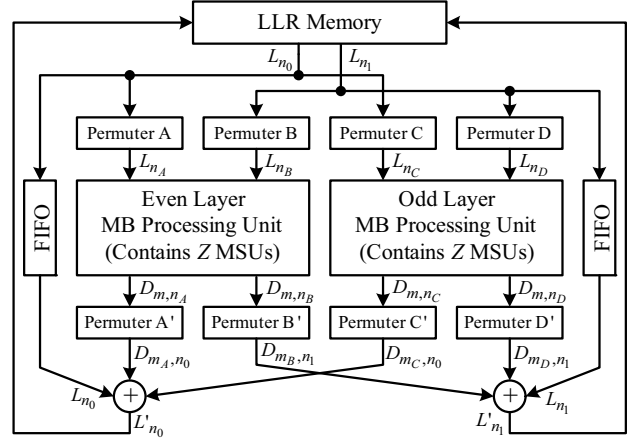 LLR Memory
L_{n_0} L_{n_1}
Permuter A Permuter B Permuter C Permuter D
L_{n_A} L_{n_B} L_{n_C} L_{n_D}
FIFO
Even Layer
MB Processing Unit
(Contains Z MSUs)
Odd Layer
MB Processing Unit
(Contains Z MSUs)
FIFO
D_{m,n_A} D_{m,n_B} D_{m,n_C} D_{m,n_D}
Permuter A' Permuter B' Permuter C' Permuter D'
D_{m_A,n_0} D_{m_B,n_1} D_{m_C,n_0} D_{m_D,n_1}
L_{n_0} + + L_{n_1}
L'_{n_0} L'_{n_1}